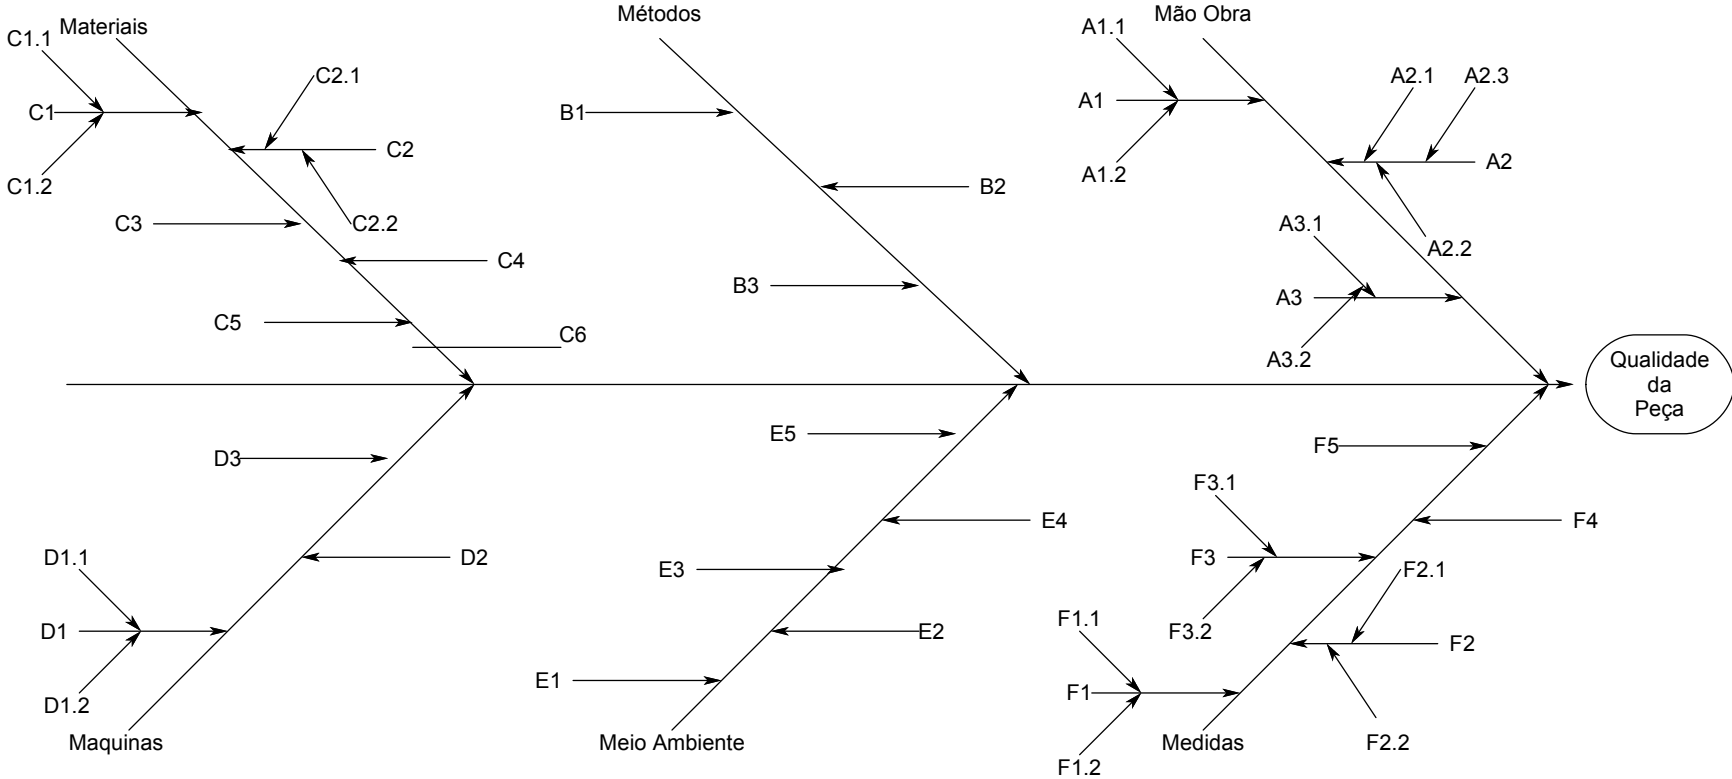 Métodos
Mão Obra
Materiais
A1.1
C1.1
C2.1
A2.1
A2.3
C1
B1
A1
C2
A2
C1.2
B2
A1.2
C3
C2.2
A3.1
A2.2
C4
B3
A3
C5
C6
A3.2
Qualidade
da
Peça
E5
D3
F5
F3.1
E4
F4
D1.1
D2
E3
F3
F2.1
D1
F1.1
F3.2
E2
F2
E1
F1
D1.2
Maquinas
Meio Ambiente
Medidas
F2.2
F1.2